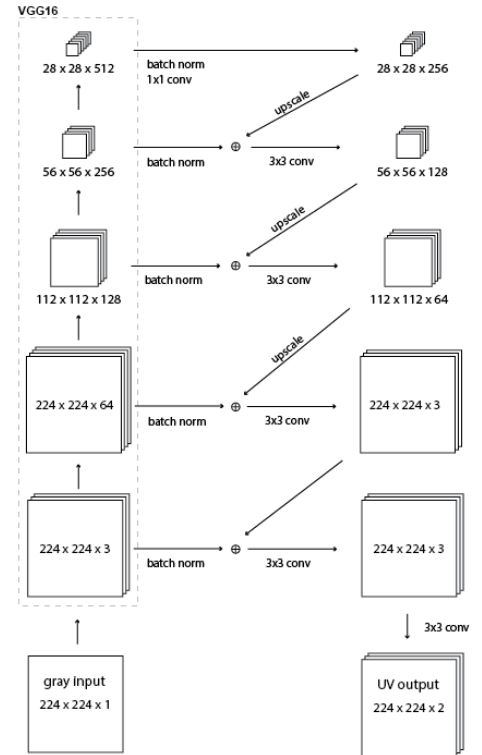 VGG16
28 x 28 x 512
batch norm
1x1 conv
28 x 28 x 256
upscale
56 x 56 x 256
batch norm
⊕
3x3 conv
56 x 56 x 128
upscale
112 x 112 x 128
batch norm
⊕
3x3 conv
112 x 112 x 64
upscale
224 x 224 x 64
batch norm
⊕
3x3 conv
224 x 224 x 3
224 x 224 x 3
batch norm
⊕
3x3 conv
224 x 224 x 3
3x3 conv
gray input
224 x 224 x 1
UV output
224 x 224 x 2